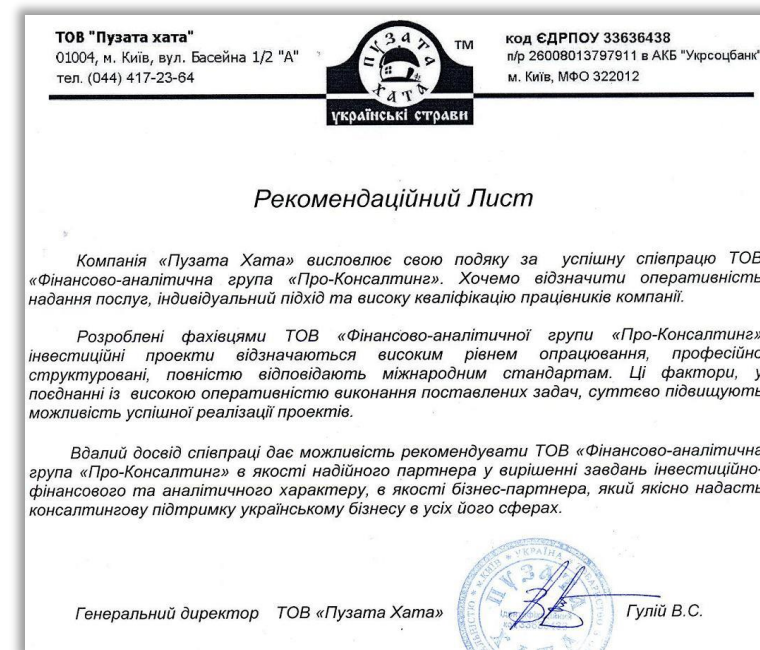 ТОВ "Пузата хата"
01004, м. Київ, вул. Басейна 1/2 "А"
тел. (044) 417-23-64
ПУЗАТА
ХАТА
TM
українські страви
код ЄДРПОУ 33636438
п/р 26008013797911 в АКБ "Укрсоцбанк"
м. Київ, МФО 322012
Рекомендаційний Лист
Компанія «Пузата Хата» висловлює свою подяку за успішну співпрацю ТОВ
«Фінансово-аналітична група «Про-Консалтинг». Хочемо відзначити оперативність
надання послуг, індивідуальний підхід та високу кваліфікацію працівників компанії.
Розроблені фахівцями ТОВ «Фінансово-аналітичної групи «Про-Консалтинг»
інвестиційні проекти відзначаються високим рівнем опрацювання, професійно
структуровані, повністю відповідають міжнародним стандартам. Ці фактори, у
поєднанні із високою оперативністю виконання поставлених задач, суттєво підвищують
можливість успішної реалізації проектів.
Вдалий досвід співпраці дає можливість рекомендувати ТОВ «Фінансово-аналітична
група «Про-Консалтинг» в якості надійного партнера у вирішенні завдань інвестиційно-
фінансового та аналітичного характеру, в якості бізнес-партнера, який якісно надасть
консалтингову підтримку українському бізнесу в усіх його сферах.
Генеральний директор ТОВ «Пузата Хата»
Гулій В.С.
м.КИЇВ * УКРАЇНА
ПУЗАТА